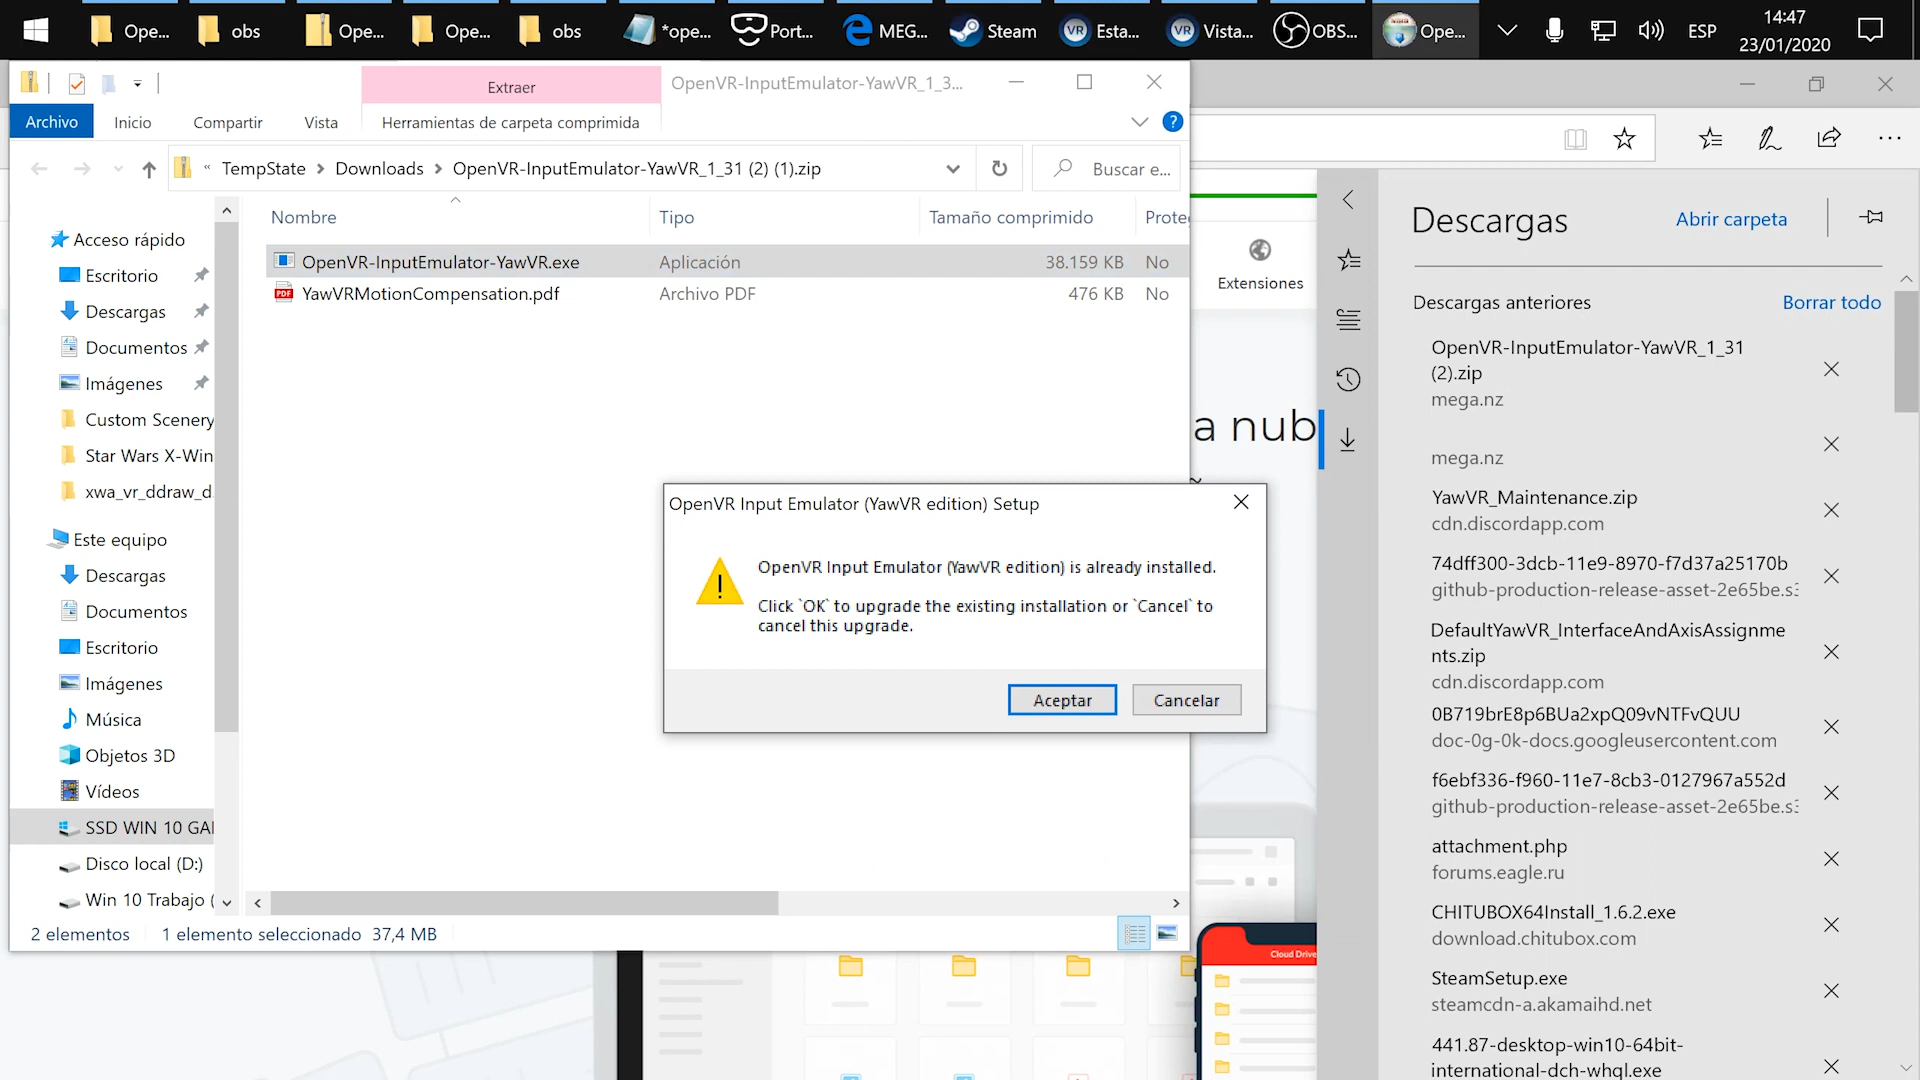 Ope...
obs
Ope...
Ope...
obs
*ope...
Port...
MEG...
Steam
Esta...
Vista...
OBS...
Ope...
ESP
14:47
23/01/2020
Extraer
OpenVR-InputEmulator-YawVR_1_3...
Archivo
Inicio
Compartir
Vista
Herramientas de carpeta comprimida
« TempState > Downloads > OpenVR-InputEmulator-YawVR_1_31 (2) (1).zip
Buscar e...
Nombre
Tipo
Tamaño comprimido
Prote
OpenVR-InputEmulator-YawVR.exe
Aplicación
38.159 KB
No
YawVRMotionCompensation.pdf
Archivo PDF
476 KB
No
Acceso rápido
Escritorio
Descargas
Documentos
Imágenes
Custom Scenery
Star Wars X-Win
xwa_vr_ddraw_d
Este equipo
Descargas
Documentos
Escritorio
Imágenes
Música
Objetos 3D
Vídeos
SSD WIN 10 GAI
Disco local (D:)
Win 10 Trabajo (
2 elementos
1 elemento seleccionado 37,4 MB
OpenVR Input Emulator (YawVR edition) Setup
OpenVR Input Emulator (YawVR edition) is already installed.
Click `OK` to upgrade the existing installation or `Cancel` to
cancel this upgrade.
Aceptar
Cancelar
Extensiones
a nub
Cloud Drive
Descargas
Abrir carpeta
Descargas anteriores
Borrar todo
OpenVR-InputEmulator-YawVR_1_31
(2).zip
mega.nz
mega.nz
YawVR_Maintenance.zip
cdn.discordapp.com
74dff300-3dcb-11e9-8970-f7d37a25170b
github-production-release-asset-2e65be.s3
DefaultYawVR_InterfaceAndAxisAssignme
nts.zip
cdn.discordapp.com
0B719brE8p6BUa2xpQ09vNTFvQUU
doc-0g-0k-docs.googleusercontent.com
f6ebf336-f960-11e7-8cb3-0127967a552d
github-production-release-asset-2e65be.s3
attachment.php
forums.eagle.ru
CHITUBOX64Install_1.6.2.exe
download.chitubox.com
SteamSetup.exe
steamcdn-a.akamaihd.net
441.87-desktop-win10-64bit-
international-dch-whql.exe